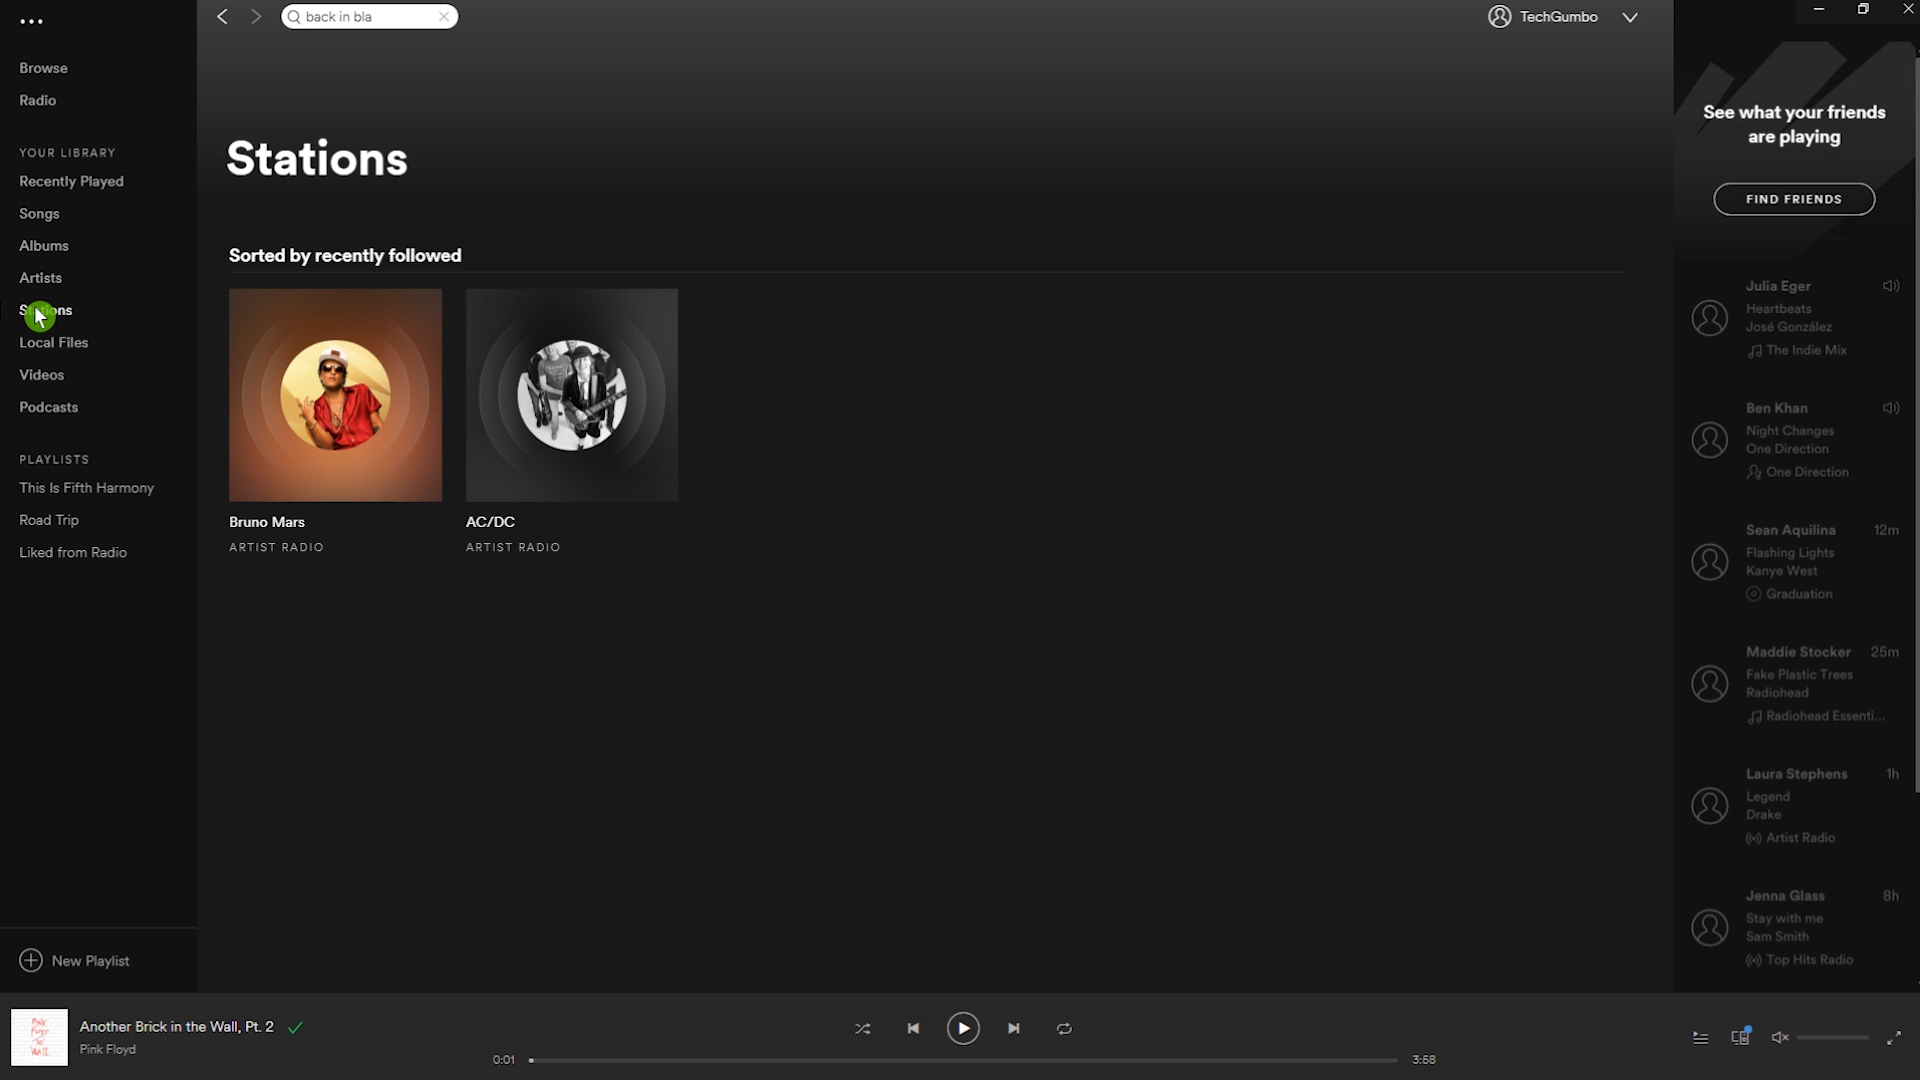 back in bla
TechGumbo
Browse
Radio
YOUR LIBRARY
Recently Played
Songs
Albums
Artists
Stations
Local Files
Videos
Podcasts
PLAYLISTS
This Is Fifth Harmony
Road Trip
Liked from Radio
New Playlist
Stations
Sorted by recently followed
Bruno Mars
ARTIST RADIO
AC/DC
ARTIST RADIO
See what your friends
are playing
FIND FRIENDS
Julia Eger
Heartbeats
José González
The Indie Mix
Ben Khan
Night Changes
One Direction
One Direction
Sean Aquilina 12m
Flashing Lights
Kanye West
Graduation
Maddie Stocker 25m
Fake Plastic Trees
Radiohead
Radiohead Essenti...
Laura Stephens 1h
Legend
Drake
Artist Radio
Jenna Glass 8h
Stay with me
Sam Smith
Top Hits Radio
Another Brick in the Wall, Pt. 2
Pink Floyd
0:01
3:58